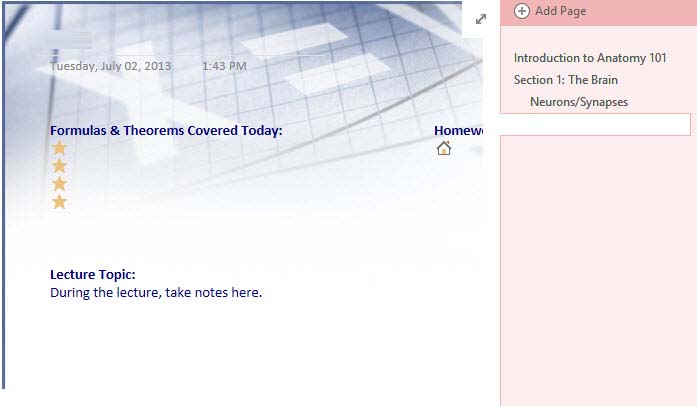 Add Page
Tuesday, July 02, 2013 1:43 PM
Introduction to Anatomy 101
Section 1: The Brain
Neurons/Synapses
Formulas & Theorems Covered Today:
Homew
Lecture Topic:
During the lecture, take notes here.